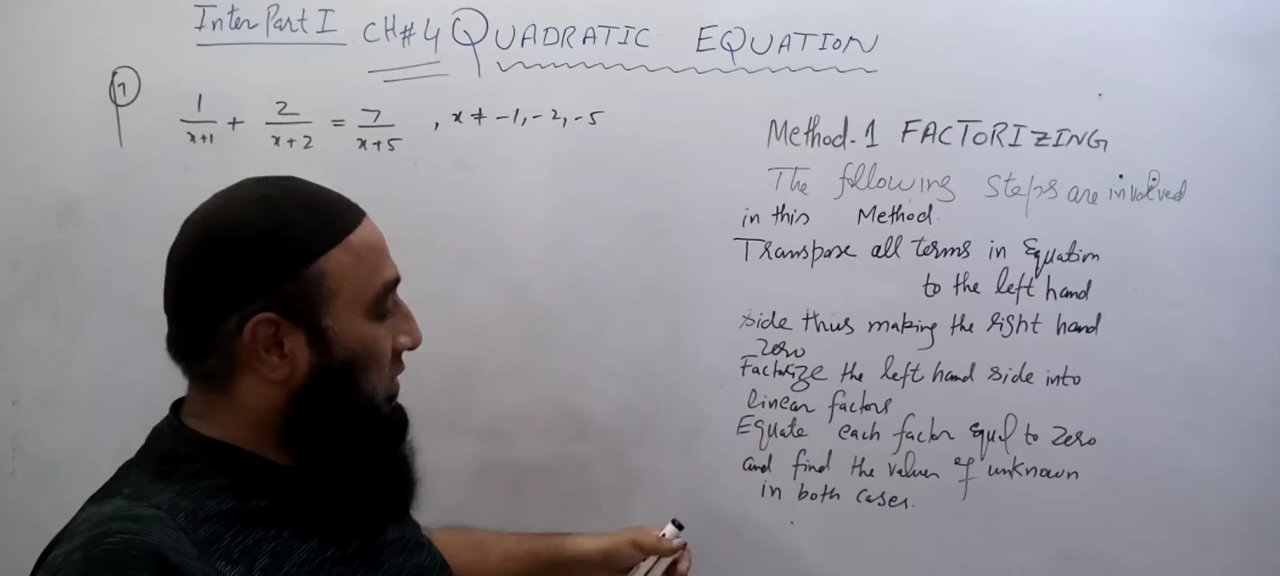 Inter Part I CH#4 QUADRATIC EQUATION
1/(x+1) + 2/(x+2) = 7/(x+5) , x ≠ -1, -2, -5
Method-1 FACTORIZING
The following steps are involved
in this Method.
Transpose all terms in Equation
to the left hand
side thus making the right hand
Zero
Factorize the left hand side into
linear factors
Equate each factor equl to zero
and find the values of unknown
in both cases.